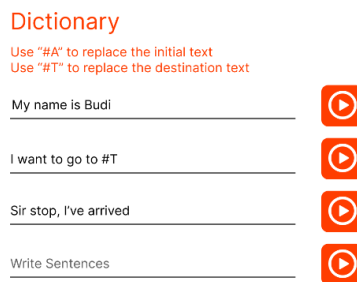 Dictionary
Use “#A” to replace the initial text
Use “#T” to replace the destination text
My name is Budi
I want to go to #T
Sir stop, I’ve arrived
Write Sentences